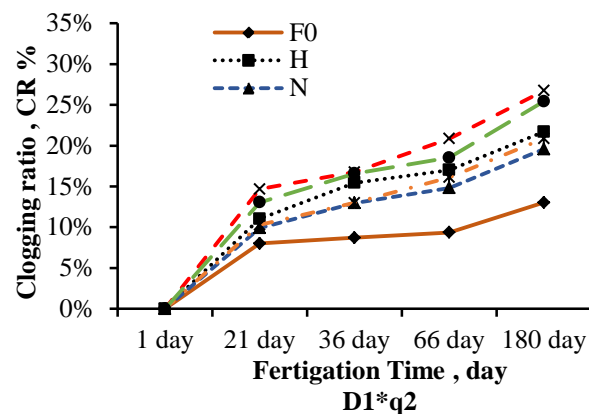 35%
30%
25%
20%
15%
10%
5%
0%
Clogging ratio , CR %
F0
H
N
1 day 21 day 36 day 66 day 180 day
Fertigation Time , day
D1*q2